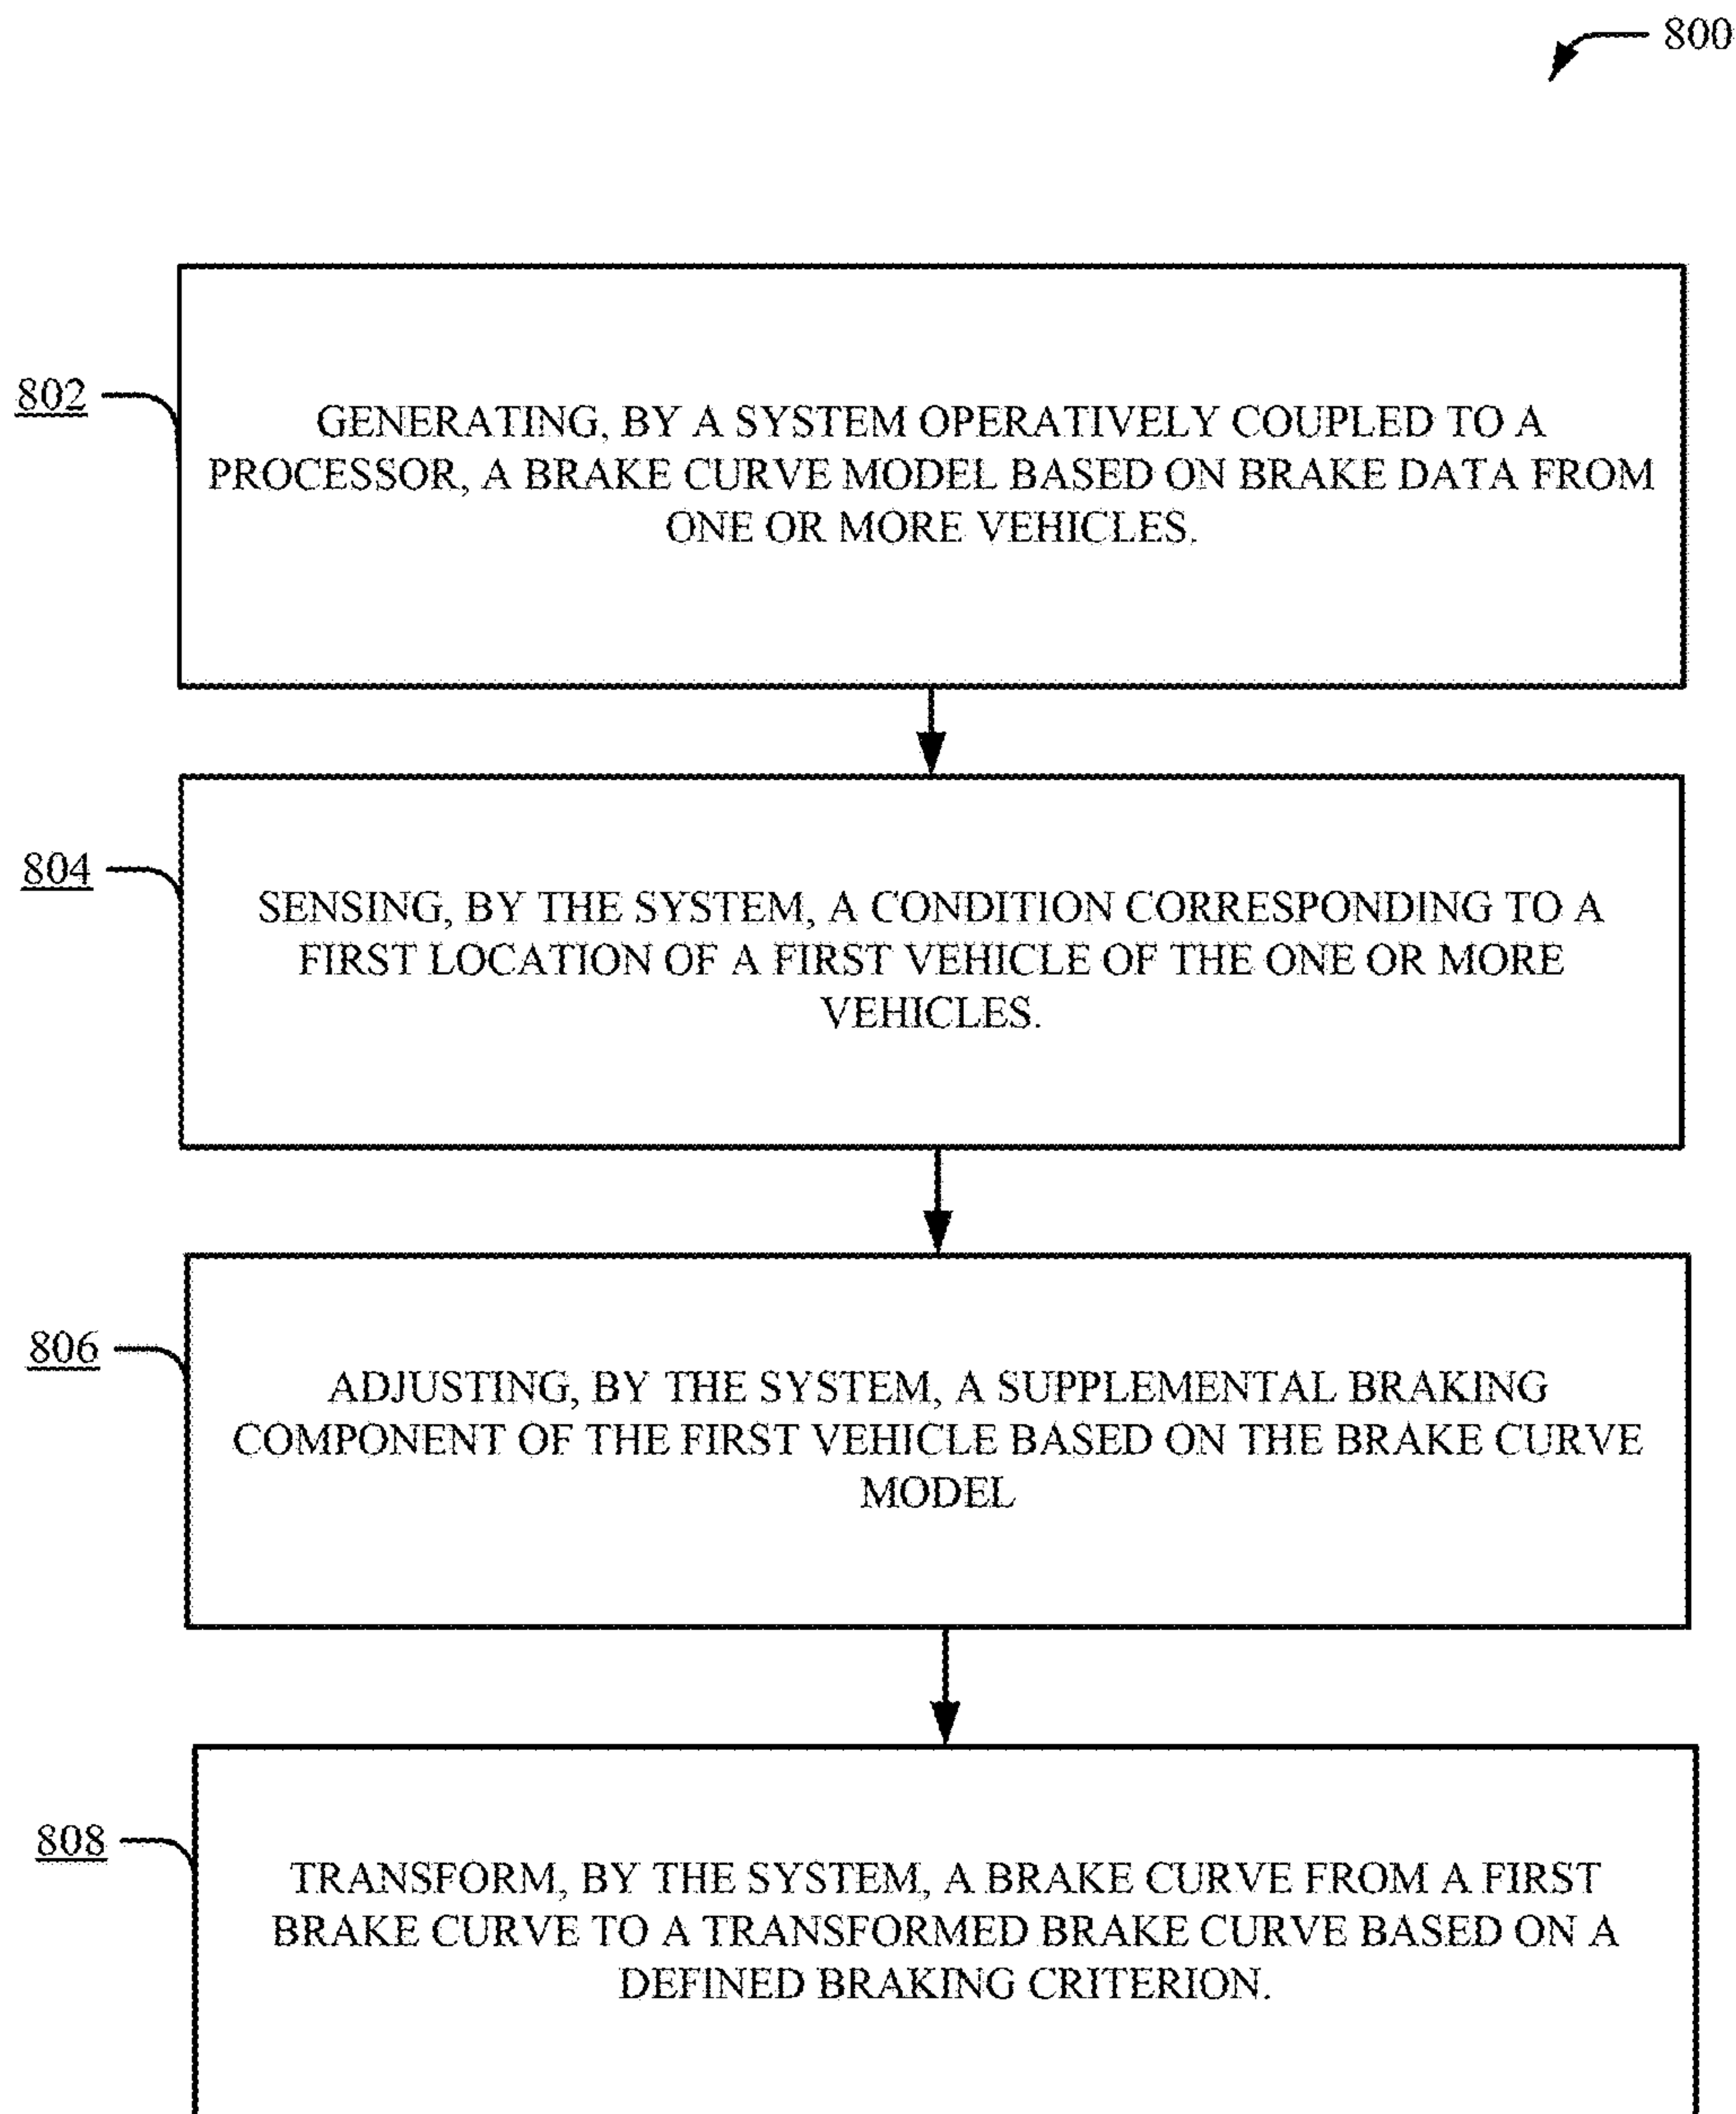 800
802
GENERATING, BY A SYSTEM OPERATIVELY COUPLED TO A
PROCESSOR, A BRAKE CURVE MODEL BASED ON BRAKE DATA FROM
ONE OR MORE VEHICLES.
804
SENSING, BY THE SYSTEM, A CONDITION CORRESPONDING TO A
FIRST LOCATION OF A FIRST VEHICLE OF THE ONE OR MORE
VEHICLES.
806
ADJUSTING, BY THE SYSTEM, A SUPPLEMENTAL BRAKING
COMPONENT OF THE FIRST VEHICLE BASED ON THE BRAKE CURVE
MODEL
808
TRANSFORM, BY THE SYSTEM, A BRAKE CURVE FROM A FIRST
BRAKE CURVE TO A TRANSFORMED BRAKE CURVE BASED ON A
DEFINED BRAKING CRITERION.